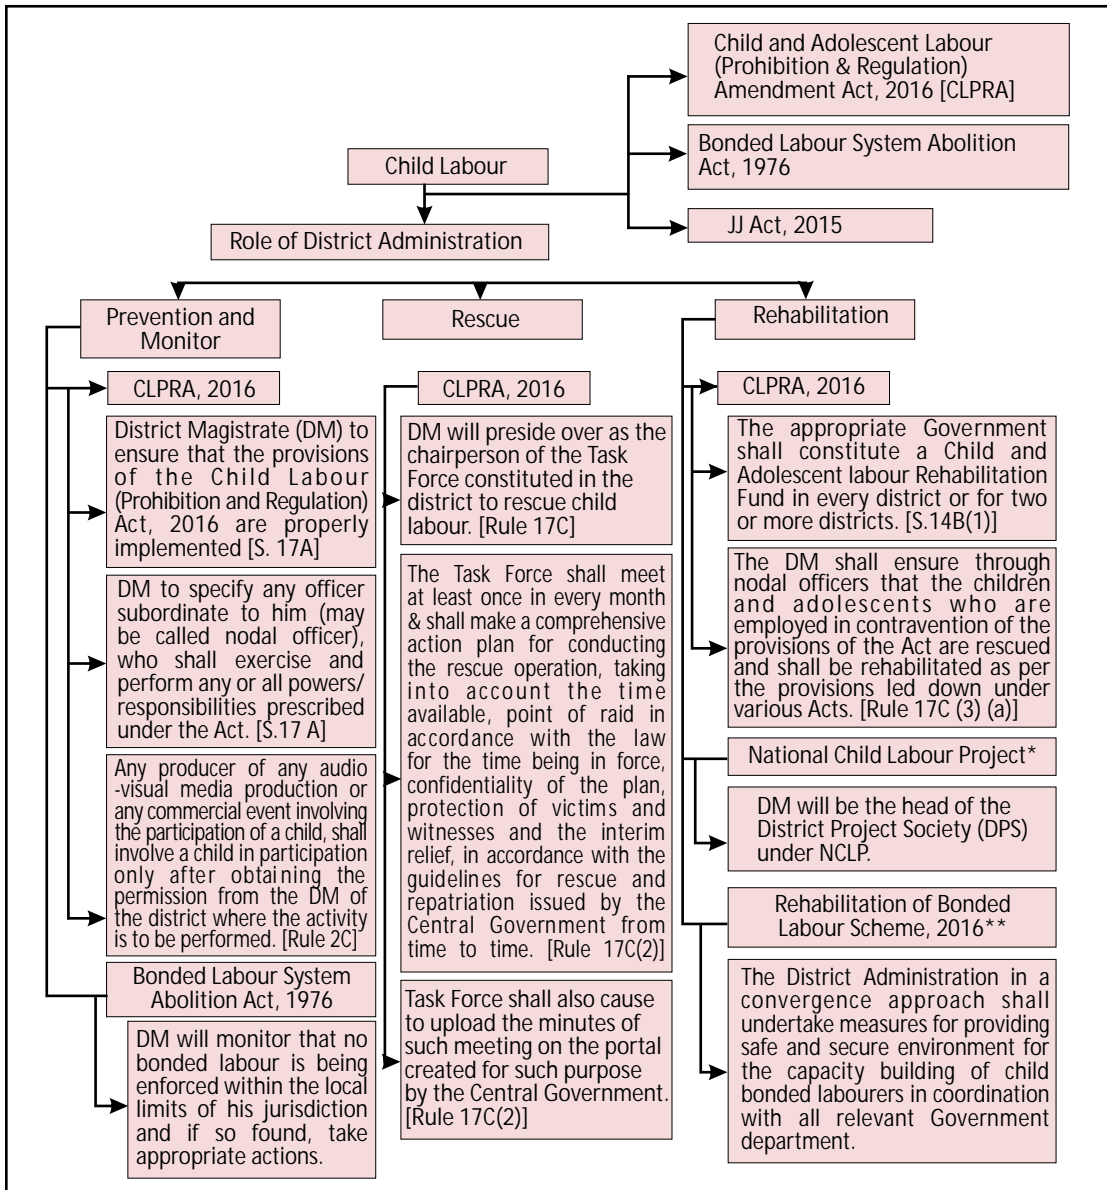 Child and Adolescent Labour
(Prohibition & Regulation)
Amendment Act, 2016 [CLPRA]
Child Labour
Bonded Labour System Abolition
Act, 1976
JJ Act, 2015
Role of District Administration
Prevention and
Monitor
CLPRA, 2016
District Magistrate (DM) to
ensure that the provisions
of the Child Labour
(Prohibition and Regulation)
Act, 2016 are properly
implemented [S. 17A]
DM to specify any officer
subordinate to him (may
be called nodal officer),
who shall exercise and
perform any or all powers/
responsibilities prescribed
under the Act. [S.17 A]
Any producer of any audio
-visual media production or
any commercial event involving
the participation of a child, shall
involve a child in participation
only after obtaining the
permission from the DM of
the district where the activity
is to be performed. [Rule 2C]
Bonded Labour System
Abolition Act, 1976
DM will monitor that no
bonded labour is being
enforced within the local
limits of his jurisdiction
and if so found, take
appropriate actions.
Rescue
CLPRA, 2016
DM will preside over as the
chairperson of the Task
Force constituted in the
district to rescue child
labour. [Rule 17C]
The Task Force shall meet
at least once in every month
& shall make a comprehensive
action plan for conducting
the rescue operation, taking
into account the time
available, point of raid in
accordance with the law
for the time being in force,
confidentiality of the plan,
protection of victims and
witnesses and the interim
relief, in accordance with the
guidelines for rescue and
repatriation issued by the
Central Government from
time to time. [Rule 17C(2)]
Task Force shall also cause
to upload the minutes of
such meeting on the portal
created for such purpose
by the Central Government.
[Rule 17C(2)]
Rehabilitation
CLPRA, 2016
The appropriate Government
shall constitute a Child and
Adolescent labour Rehabilitation
Fund in every district or for two
or more districts. [S.14B(1)]
The DM shall ensure through
nodal officers that the children
and adolescents who are
employed in contravention of the
provisions of the Act are rescued
and shall be rehabilitated as per
the provisions led down under
various Acts. [Rule 17C (3) (a)]
National Child Labour Project*
DM will be the head of the
District Project Society (DPS)
under NCLP.
Rehabilitation of Bonded
Labour Scheme, 2016**
The District Administration in a
convergence approach shall
undertake measures for providing
safe and secure environment for
the capacity building of child
bonded labourers in coordination
with all relevant Government
department.